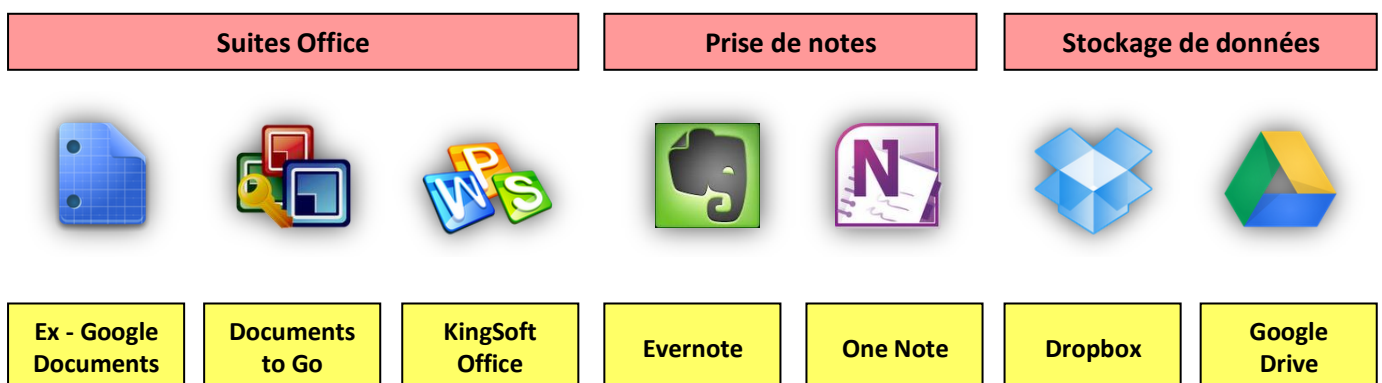 Suites Office
Prise de notes
Stockage de données
W P S
N
Ex - Google
Documents
Documents
to Go
KingSoft
Office
Evernote
One Note
Dropbox
Google
Drive